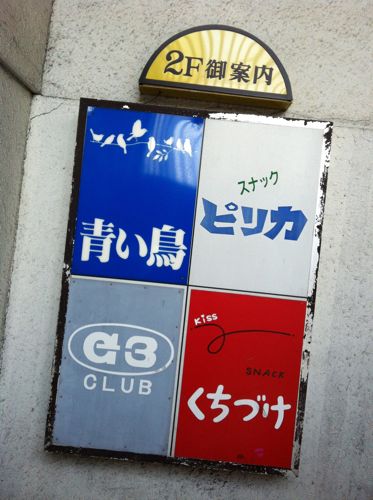 2F御案内
青い鳥
スナック
ピリカ
G3
CLUB
Kiss
SNACK
くちづけ